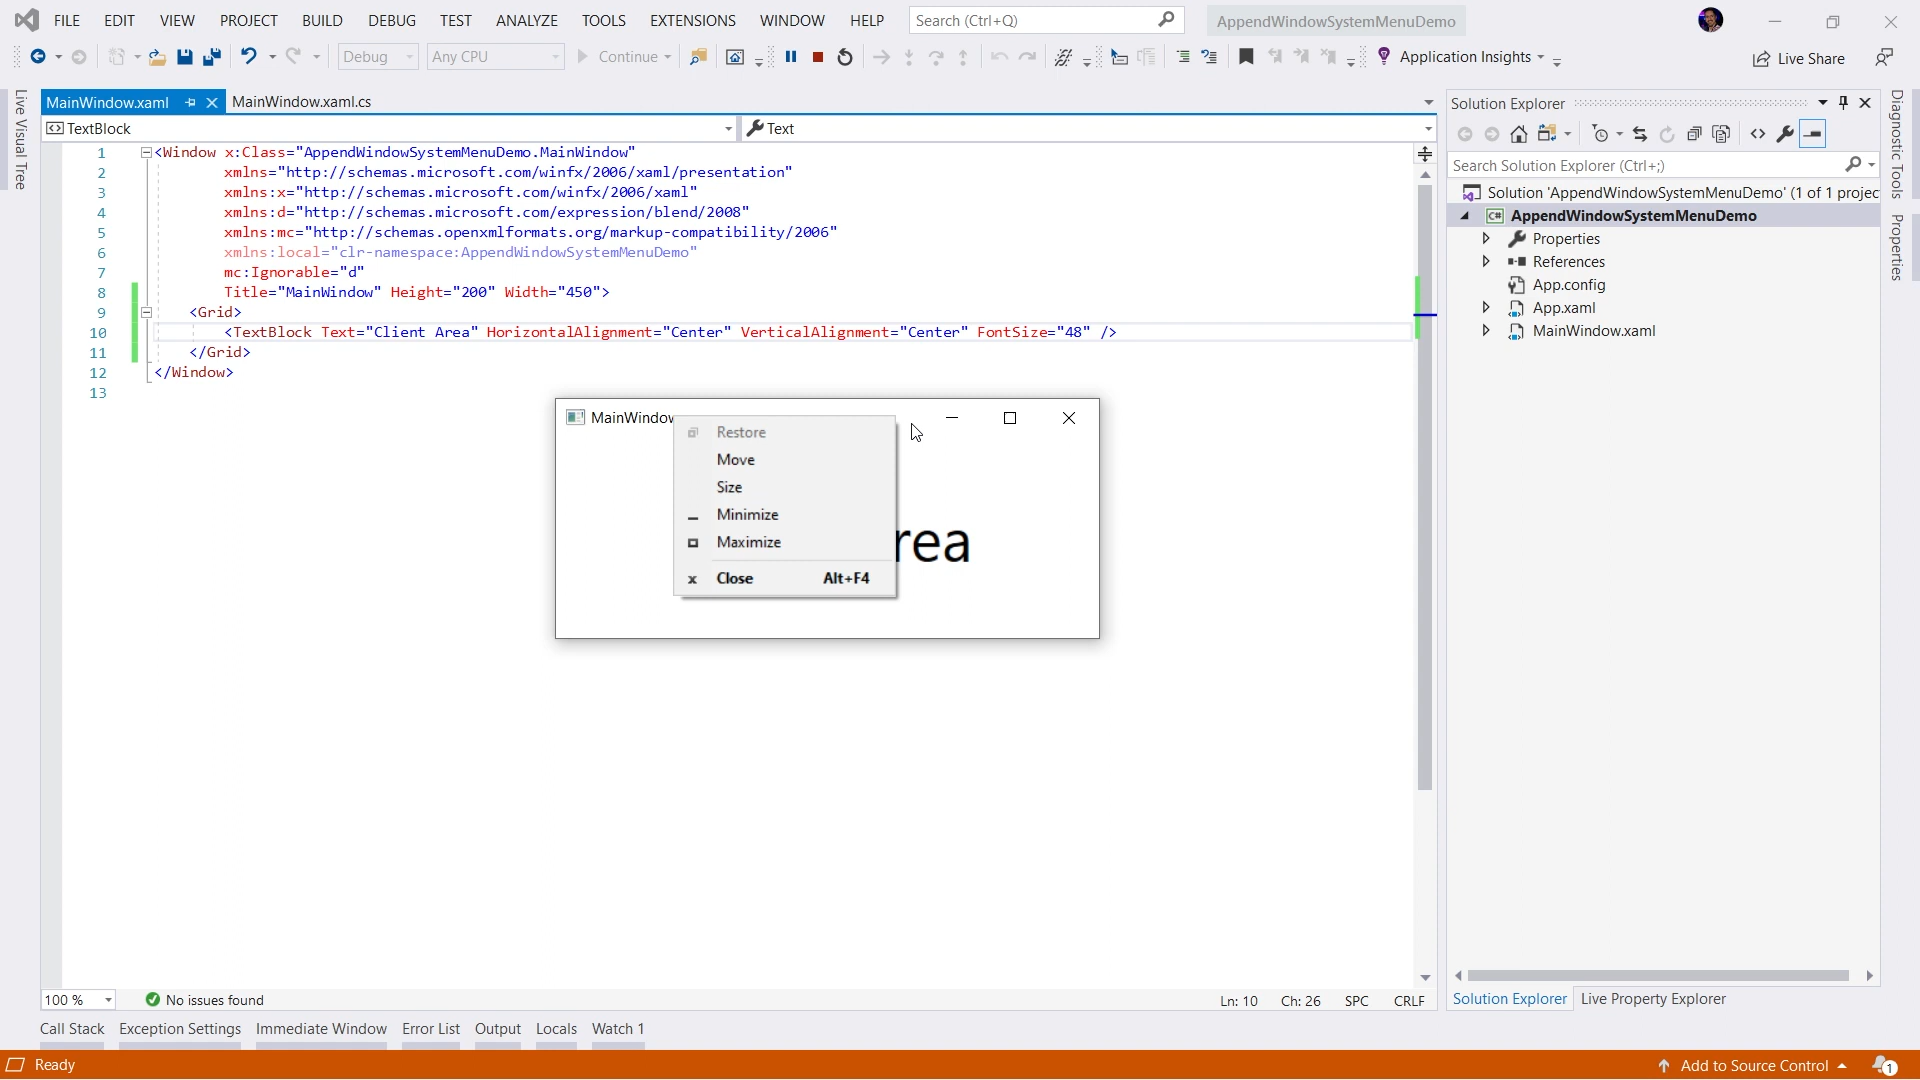 FILE EDIT VIEW PROJECT BUILD DEBUG TEST ANALYZE TOOLS EXTENSIONS WINDOW HELP Search (Ctrl+Q) AppendWindowSystemMenuDemo
Debug Any CPU Continue Application Insights Live Share
Live Visual Tree
MainWindow.xaml MainWindow.xaml.cs
TextBlock Text
1 <Window x:Class="AppendWindowSystemMenuDemo.MainWindow"
2 xmlns="http://schemas.microsoft.com/winfx/2006/xaml/presentation"
3 xmlns:x="http://schemas.microsoft.com/winfx/2006/xaml"
4 xmlns:d="http://schemas.microsoft.com/expression/blend/2008"
5 xmlns:mc="http://schemas.openxmlformats.org/markup-compatibility/2006"
6 xmlns:local="clr-namespace:AppendWindowSystemMenuDemo"
7 mc:Ignorable="d"
8 Title="MainWindow" Height="200" Width="450">
9 <Grid>
10 <TextBlock Text="Client Area" HorizontalAlignment="Center" VerticalAlignment="Center" FontSize="48" />
11 </Grid>
12 </Window>
13
MainWindow
Restore
Move
Size
Minimize
Maximize
Close Alt+F4
rea
Solution Explorer
Search Solution Explorer (Ctrl+;)
Solution 'AppendWindowSystemMenuDemo' (1 of 1 projec
C# AppendWindowSystemMenuDemo
Properties
References
App.config
App.xaml
MainWindow.xaml
Diagnostic Tools
Properties
100 % No issues found Ln: 10 Ch: 26 SPC CRLF
Solution Explorer Live Property Explorer
Call Stack Exception Settings Immediate Window Error List Output Locals Watch 1
Ready Add to Source Control 1